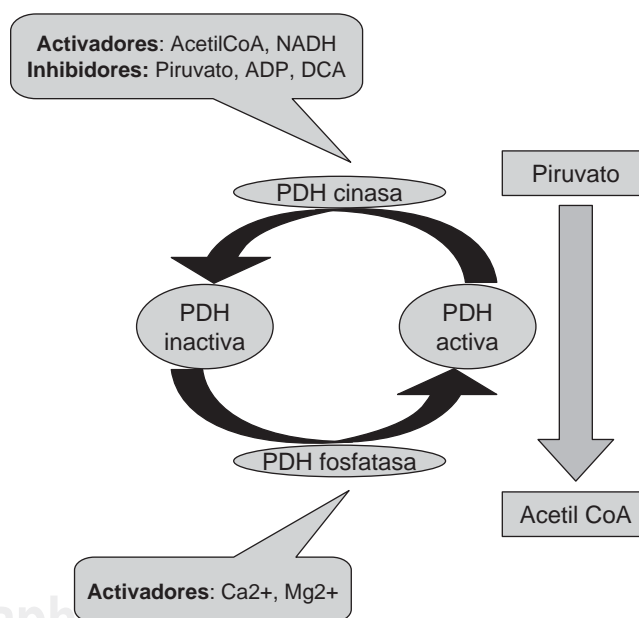 Activadores: AcetilCoA, NADH
Inhibidores: Piruvato, ADP, DCA
PDH cinasa
Piruvato
PDH
inactiva
PDH
activa
PDH fosfatasa
Acetil CoA
Activadores: Ca2+, Mg2+